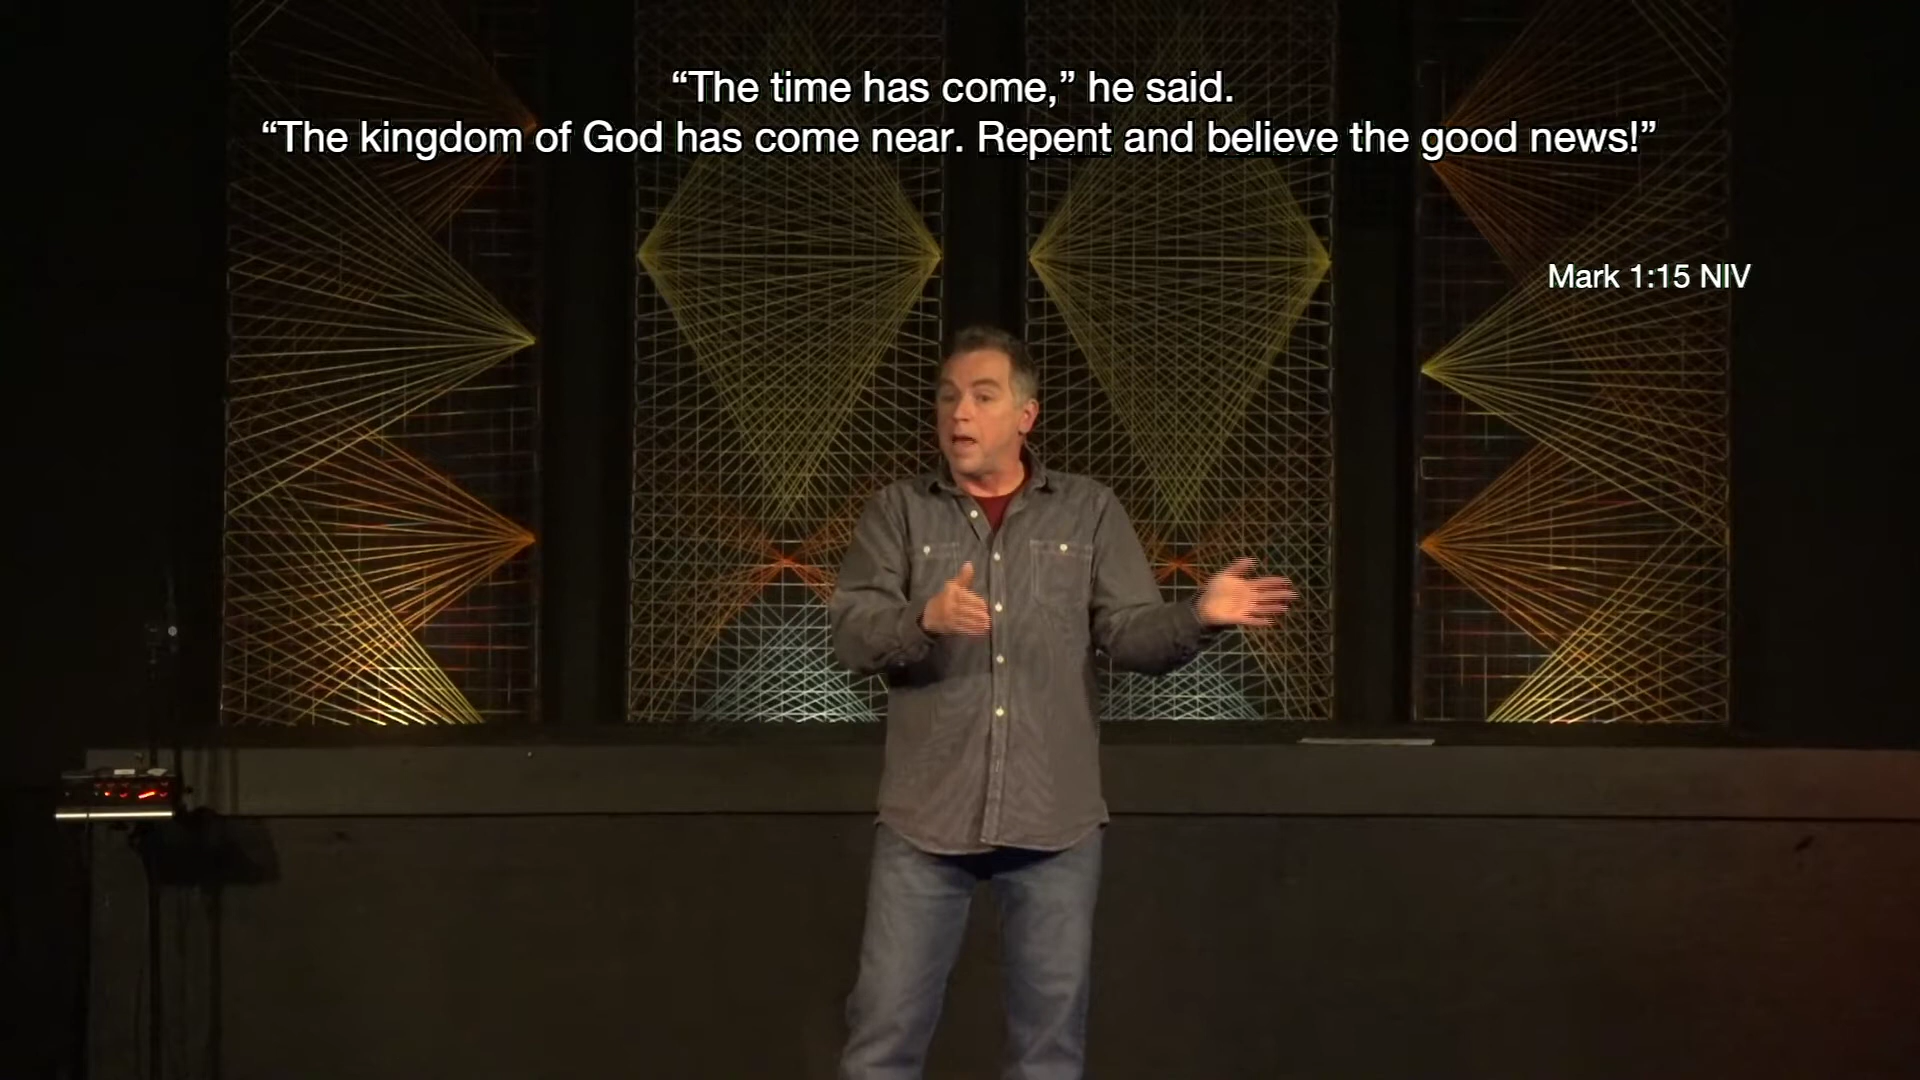 “The time has come,” he said.
“The kingdom of God has come near. Repent and believe the good news!”
Mark 1:15 NIV